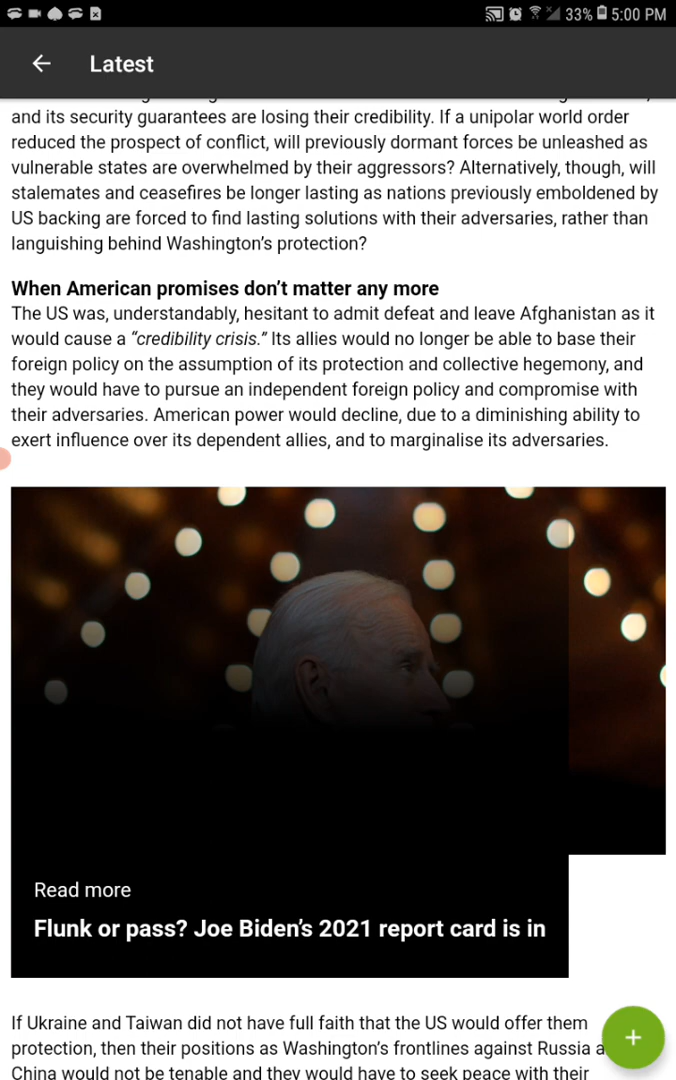 33% 5:00 PM
Latest
and its security guarantees are losing their credibility. If a unipolar world order
reduced the prospect of conflict, will previously dormant forces be unleashed as
vulnerable states are overwhelmed by their aggressors? Alternatively, though, will
stalemates and ceasefires be longer lasting as nations previously emboldened by
US backing are forced to find lasting solutions with their adversaries, rather than
languishing behind Washington’s protection?
When American promises don’t matter any more
The US was, understandably, hesitant to admit defeat and leave Afghanistan as it
would cause a “credibility crisis.” Its allies would no longer be able to base their
foreign policy on the assumption of its protection and collective hegemony, and
they would have to pursue an independent foreign policy and compromise with
their adversaries. American power would decline, due to a diminishing ability to
exert influence over its dependent allies, and to marginalise its adversaries.
Read more
Flunk or pass? Joe Biden’s 2021 report card is in
If Ukraine and Taiwan did not have full faith that the US would offer them
protection, then their positions as Washington’s frontlines against Russia a
China would not be tenable and they would have to seek peace with their